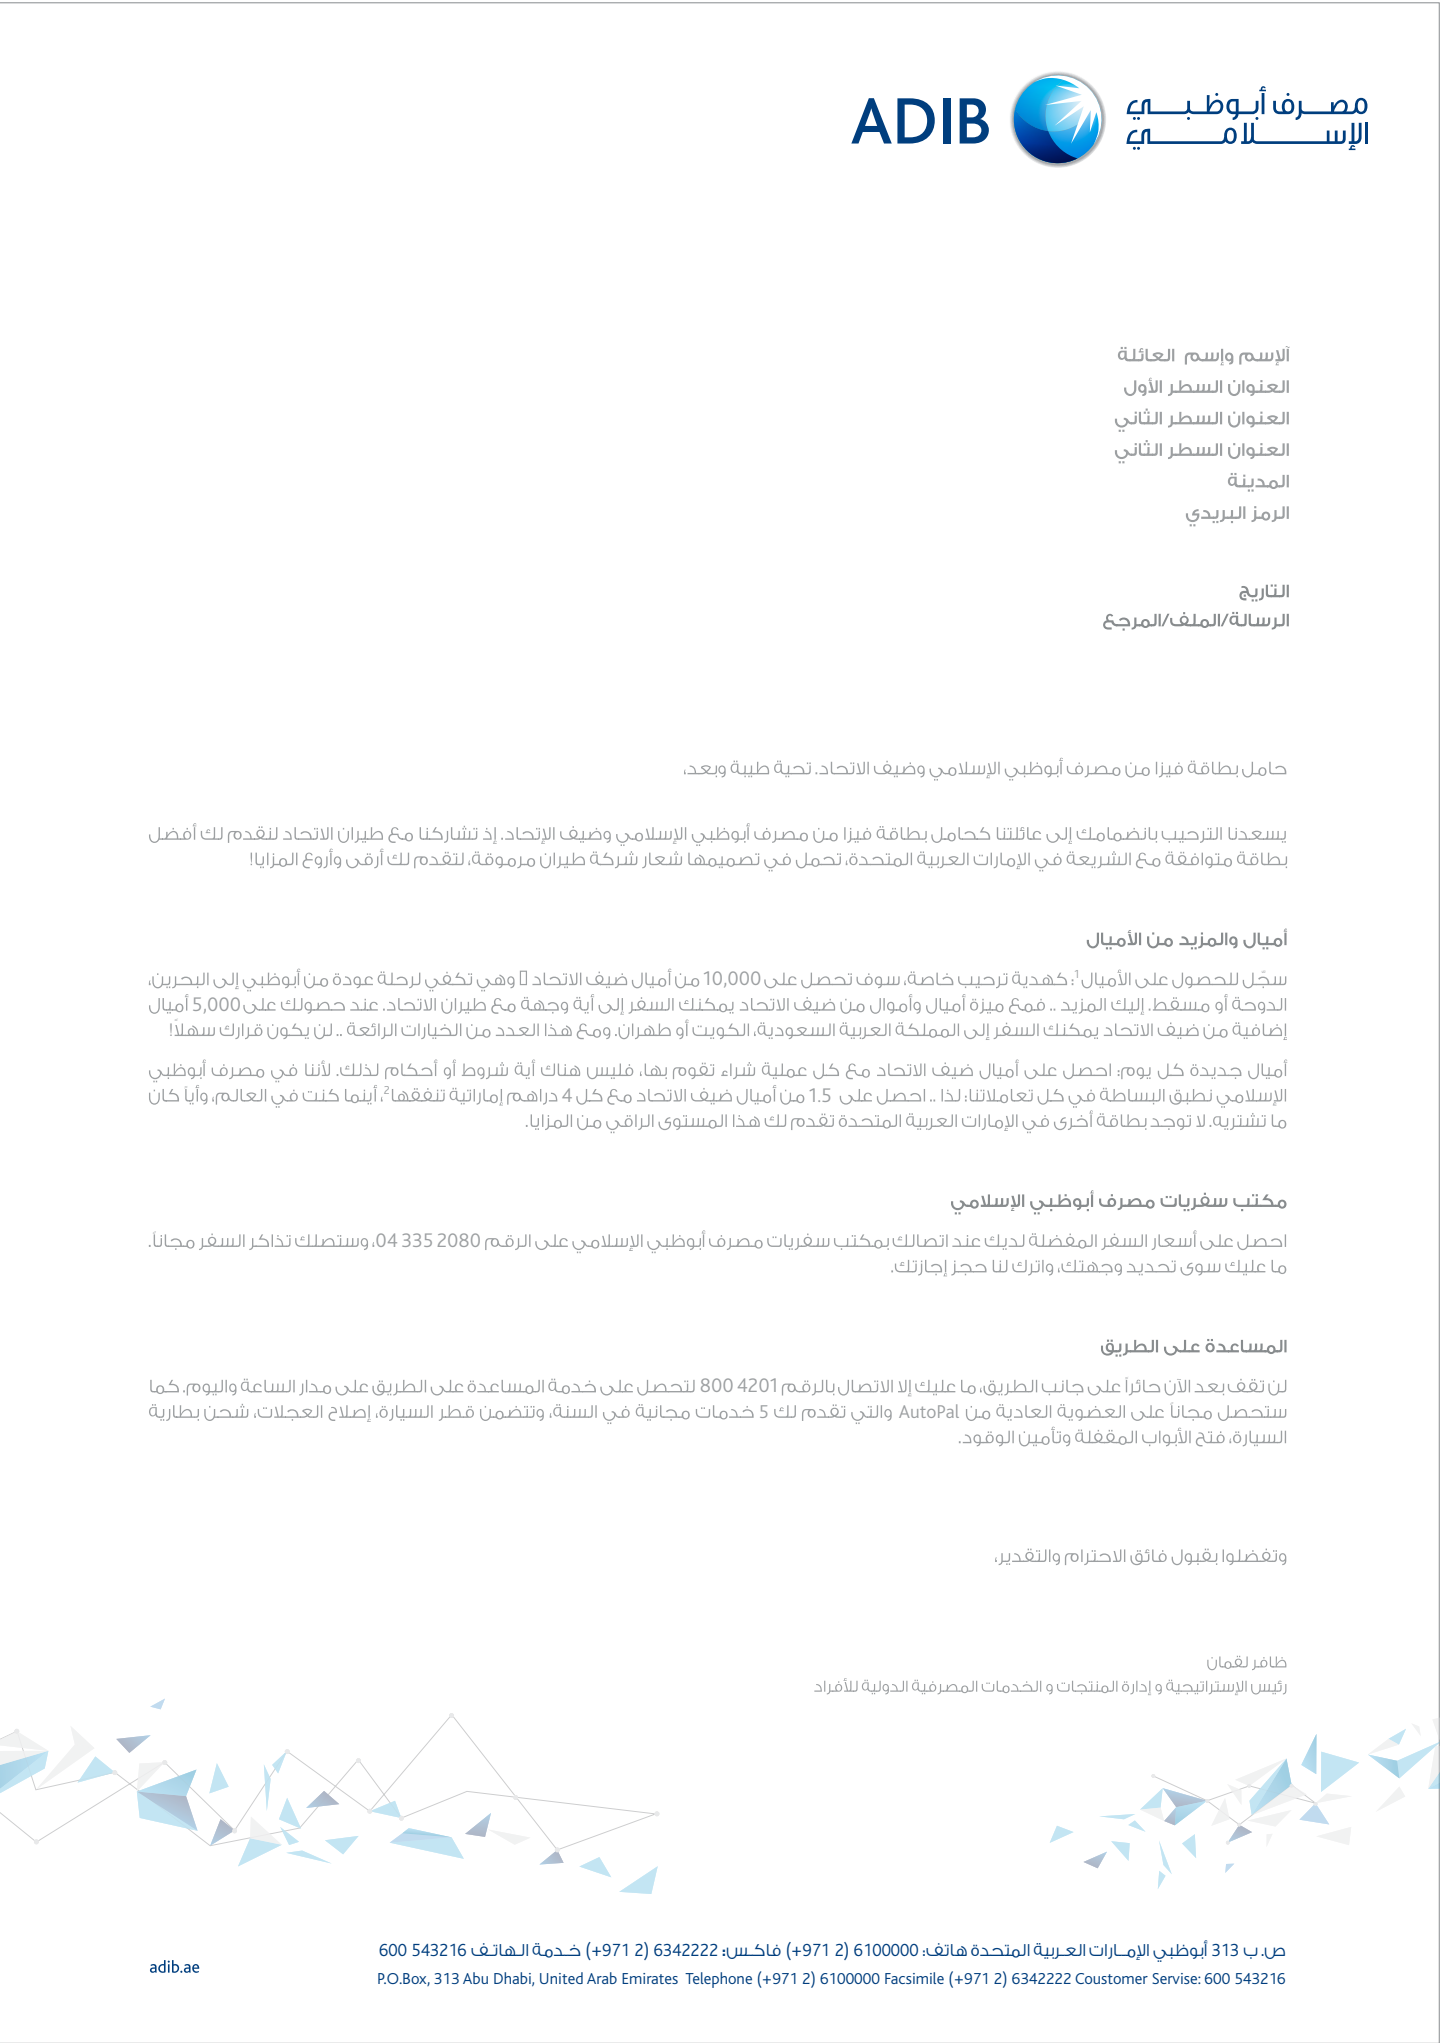 ADIB مصرف أبوظبي
الإسلامي
آلإسم وإسم العائلة
العنوان السطر الأول
العنوان السطر الثاني
العنوان السطر الثاني
المدينة
الرمز البريدي
التاريخ
الرسالة/الملف/المرجع
حامل بطاقة فيزا من مصرف أبوظبي الإسلامي وضيف الاتحاد. تحية طيبة وبعد،
يسعدنا الترحيب بانضمامك إلى عائلتنا كحامل بطاقة فيزا من مصرف أبوظبي الإسلامي وضيف الإتحاد. إذ تشاركنا مع طيران الاتحاد لنقدم لك أفضل
بطاقة متوافقة مع الشريعة في الإمارات العربية المتحدة، تحمل في تصميمها شعار شركة طيران مرموقة، لتقدم لك أرقى وأروع المزايا!
أميال والمزيد من الأميال
سجّل للحصول على الأميال¹: كهدية ترحيب خاصة، سوف تحصل على 10,000 من أميال ضيف الاتحاد ▯ وهي تكفي لرحلة عودة من أبوظبي إلى البحرين،
الدوحة أو مسقط. إليك المزيد .. فمع ميزة أميال وأموال من ضيف الاتحاد يمكنك السفر إلى أية وجهة مع طيران الاتحاد. عند حصولك على 5,000 أميال
إضافية من ضيف الاتحاد يمكنك السفر إلى المملكة العربية السعودية، الكويت أو طهران. ومع هذا العدد من الخيارات الرائعة .. لن يكون قرارك سهلاً!
أميال جديدة كل يوم: احصل على أميال ضيف الاتحاد مع كل عملية شراء تقوم بها، فليس هناك أية شروط أو أحكام لذلك. لأننا في مصرف أبوظبي
الإسلامي نطبق البساطة في كل تعاملاتنا: لذا .. احصل على 1.5 من أميال ضيف الاتحاد مع كل 4 دراهم إماراتية تنفقها²، أينما كنت في العالم، وأياً كان
ما تشتريه. لا توجد بطاقة أخرى في الإمارات العربية المتحدة تقدم لك هذا المستوى الراقي من المزايا.
مكتب سفريات مصرف أبوظبي الإسلامي
احصل على أسعار السفر المفضلة لديك عند اتصالك بمكتب سفريات مصرف أبوظبي الإسلامي على الرقم 2080 335 04، وستصلك تذاكر السفر مجاناً.
ما عليك سوى تحديد وجهتك، واترك لنا حجز إجازتك.
المساعدة على الطريق
لن تقف بعد الآن حائراً على جانب الطريق، ما عليك إلا الاتصال بالرقم 4201 800 لتحصل على خدمة المساعدة على الطريق على مدار الساعة واليوم. كما
ستحصل مجاناً على العضوية العادية من AutoPal والتي تقدم لك 5 خدمات مجانية في السنة، وتتضمن قطر السيارة، إصلاح العجلات، شحن بطارية
السيارة، فتح الأبواب المقفلة وتأمين الوقود.
وتفضلوا بقبول فائق الاحترام والتقدير،
ظافر لقمان
رئيس الإستراتيجية و إدارة المنتجات و الخدمات المصرفية الدولية للأفراد
ص. ب 313 أبوظبي الإمــارات العـربية المتحدة هاتف: 6100000 (2 971+) فاكـس: 6342222 (2 971+) خـدمة الـهاتـف 543216 600
P.O.Box, 313 Abu Dhabi, United Arab Emirates Telephone (+971 2) 6100000 Facsimile (+971 2) 6342222 Coustomer Servise: 600 543216
adib.ae